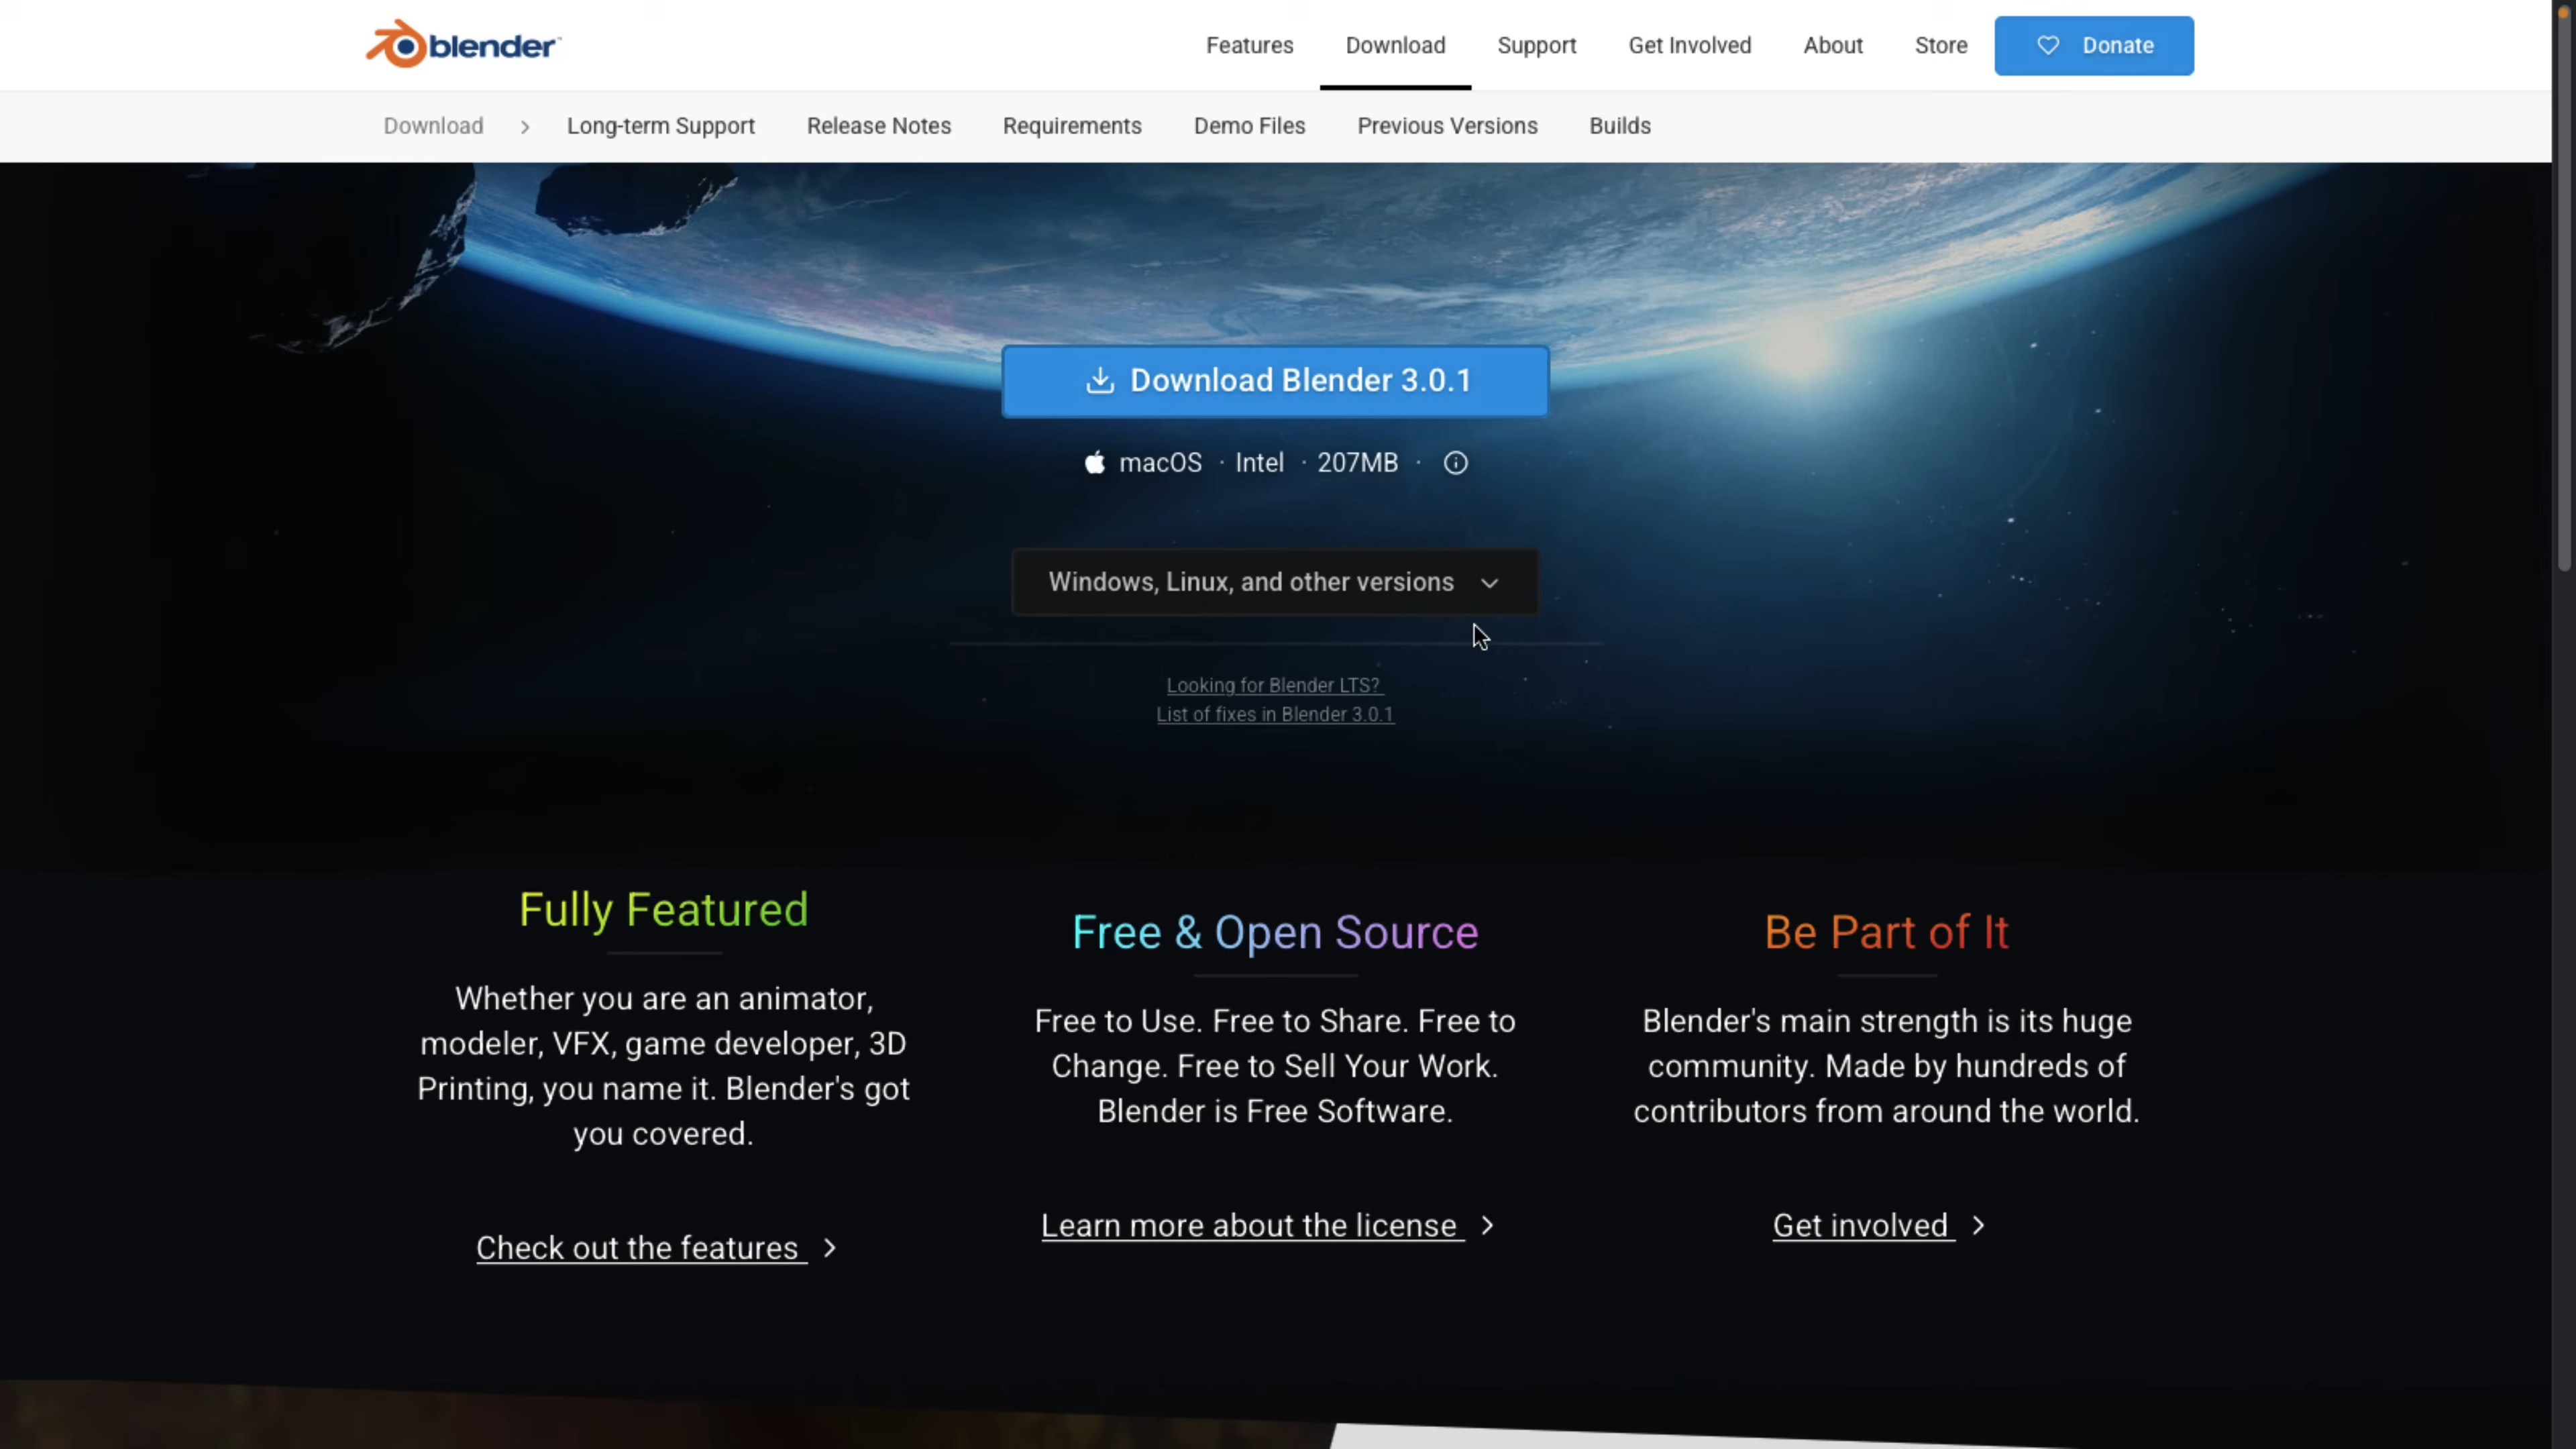 blender™
Features
Download
Support
Get Involved
About
Store
Donate
Download
Long-term Support
Release Notes
Requirements
Demo Files
Previous Versions
Builds
Download Blender 3.0.1
macOS · Intel · 207MB ·
Windows, Linux, and other versions
Looking for Blender LTS?
List of fixes in Blender 3.0.1
Fully Featured
Whether you are an animator,
modeler, VFX, game developer, 3D
Printing, you name it. Blender's got
you covered.
Check out the features
Free & Open Source
Free to Use. Free to Share. Free to
Change. Free to Sell Your Work.
Blender is Free Software.
Learn more about the license
Be Part of It
Blender's main strength is its huge
community. Made by hundreds of
contributors from around the world.
Get involved